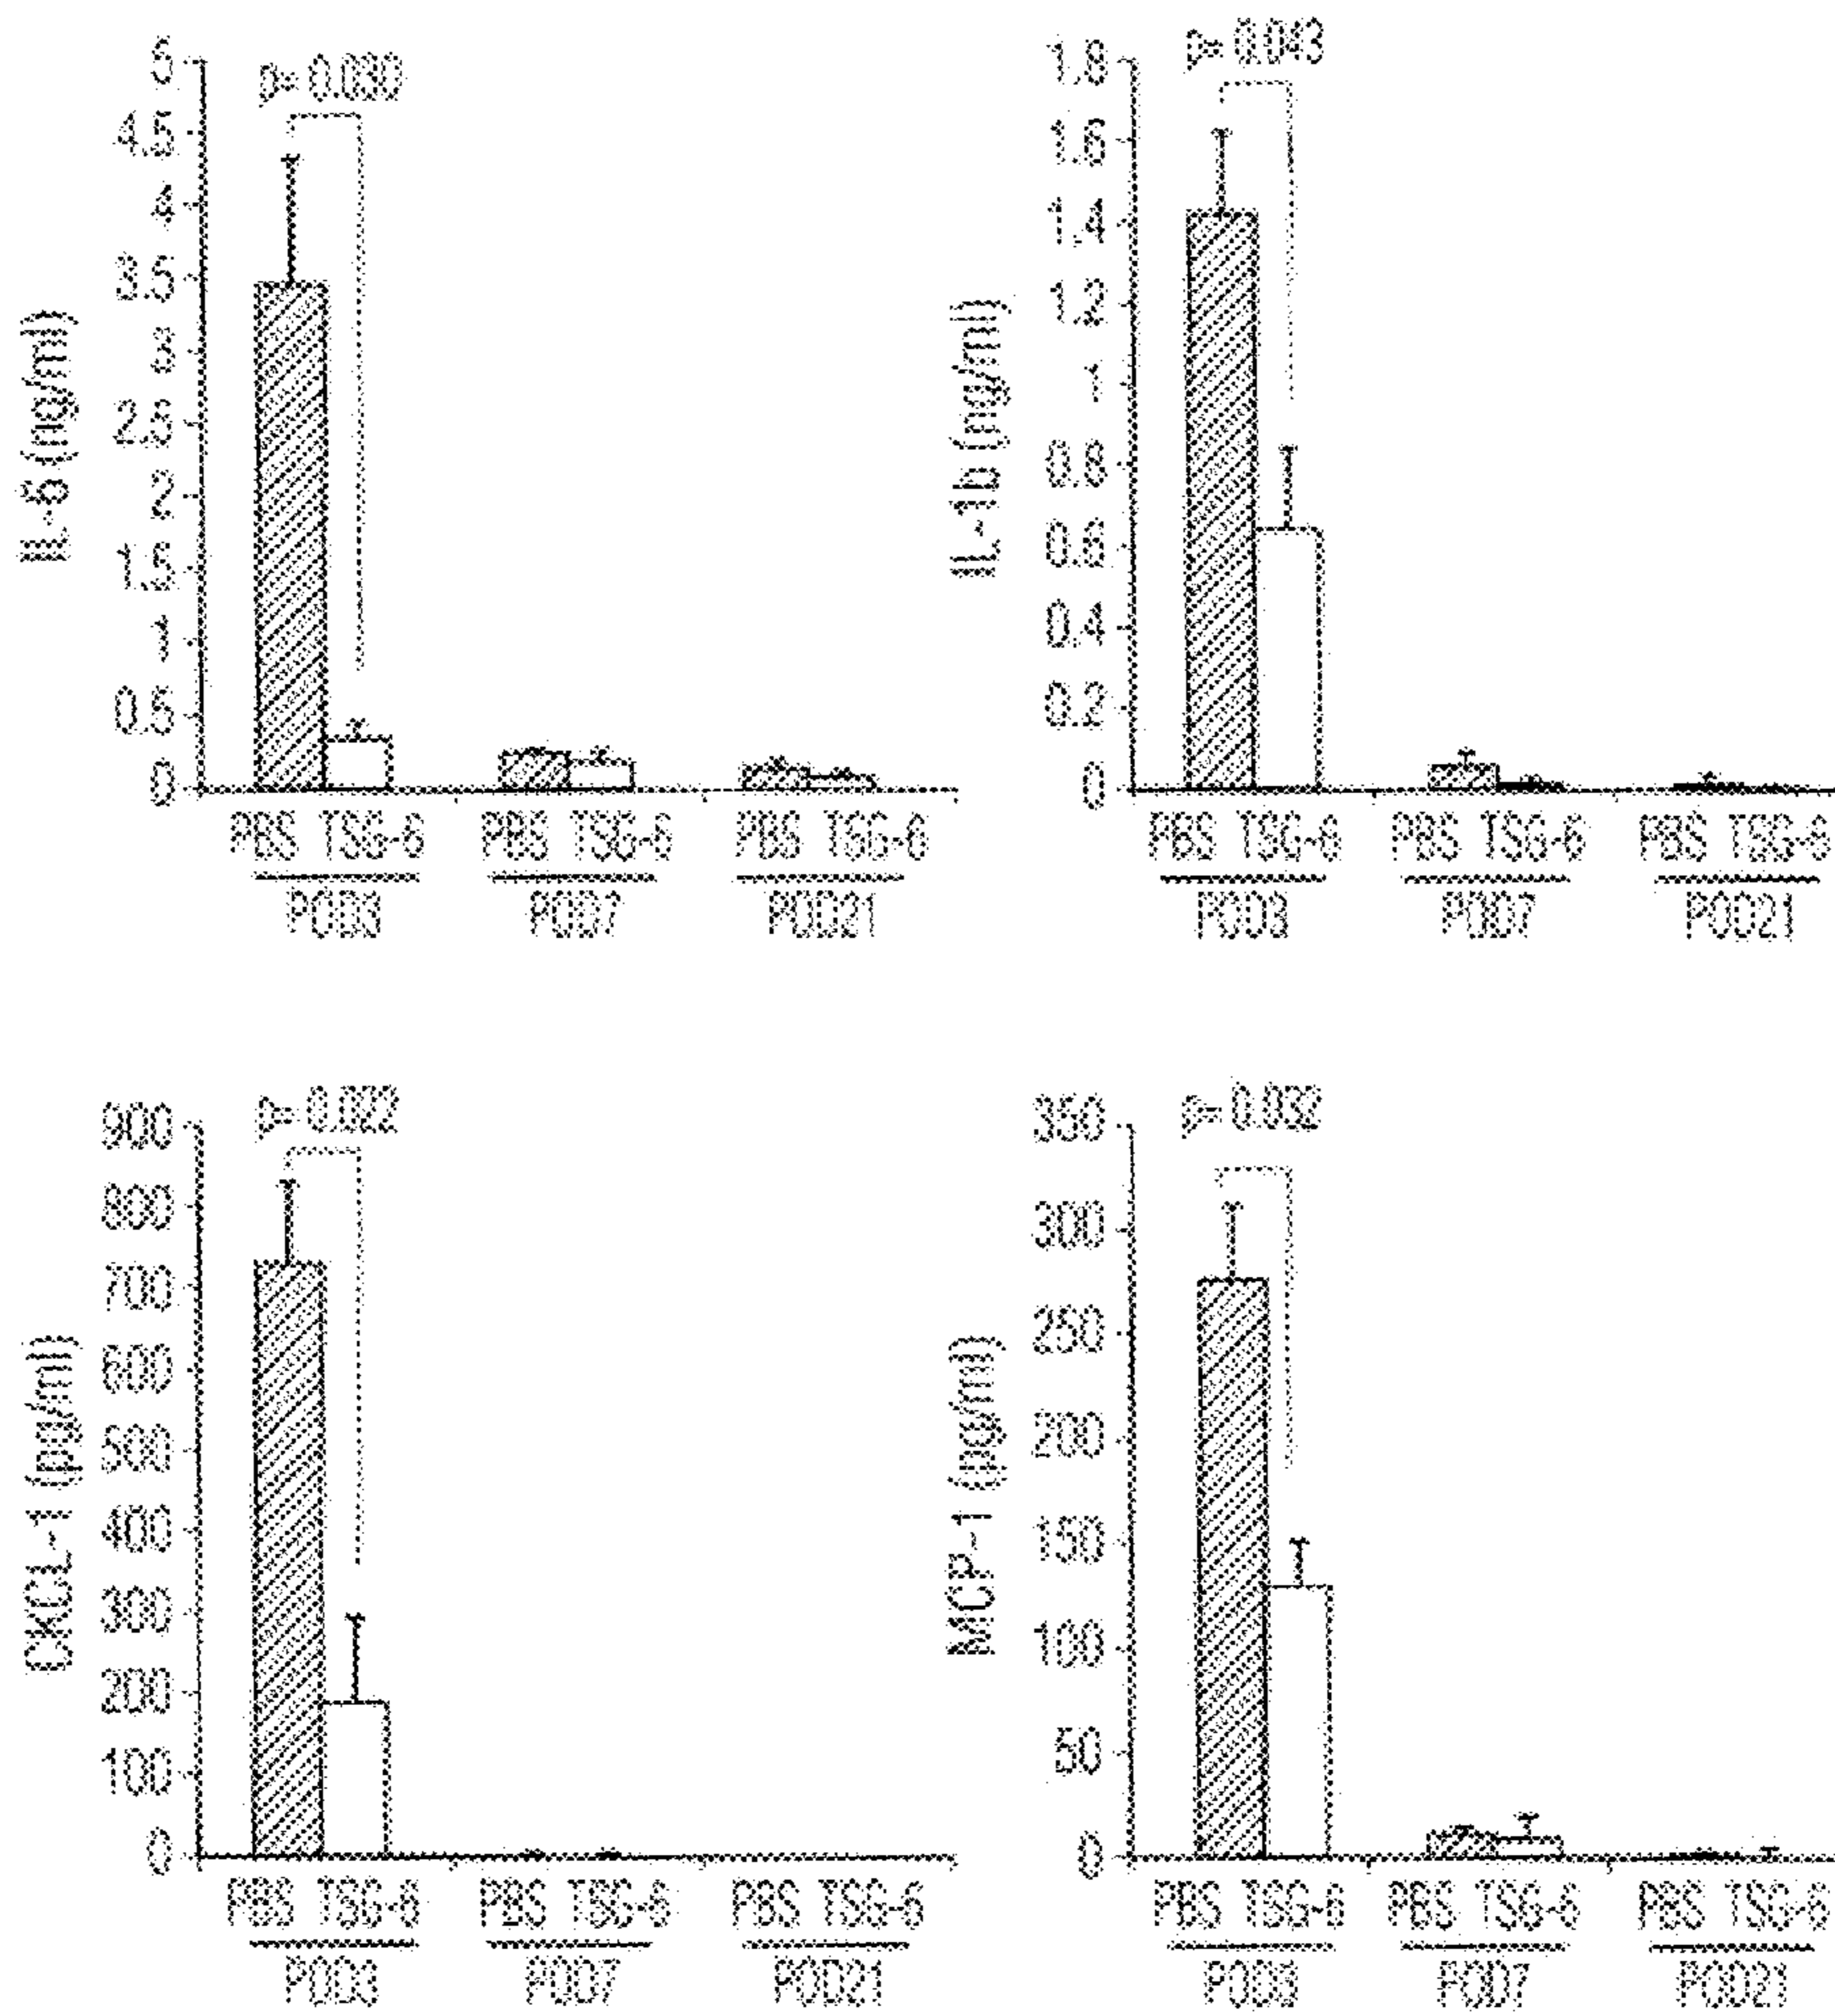 p= 0.030
IL-6 (ng/ml)
5
4.5
4
3.5
3
2.5
2
1.5
1
0.5
0
PBS TSG-6 PBS TSG-6 PBS TSG-6
POD3 POD7 POD21
p= 0.043
IL-1b (ng/ml)
1.8
1.6
1.4
1.2
1
0.8
0.6
0.4
0.2
0
PBS TSG-6 PBS TSG-6 PBS TSG-6
POD3 POD7 POD21
p= 0.022
CKCL-1 (pg/ml)
900
800
700
600
500
400
300
200
100
0
PBS TSG-6 PBS TSG-6 PBS TSG-6
POD3 POD7 POD21
p= 0.032
MCP-1 (pg/ml)
350
300
250
200
150
100
50
0
PBS TSG-6 PBS TSG-6 PBS TSG-6
POD3 POD7 POD21